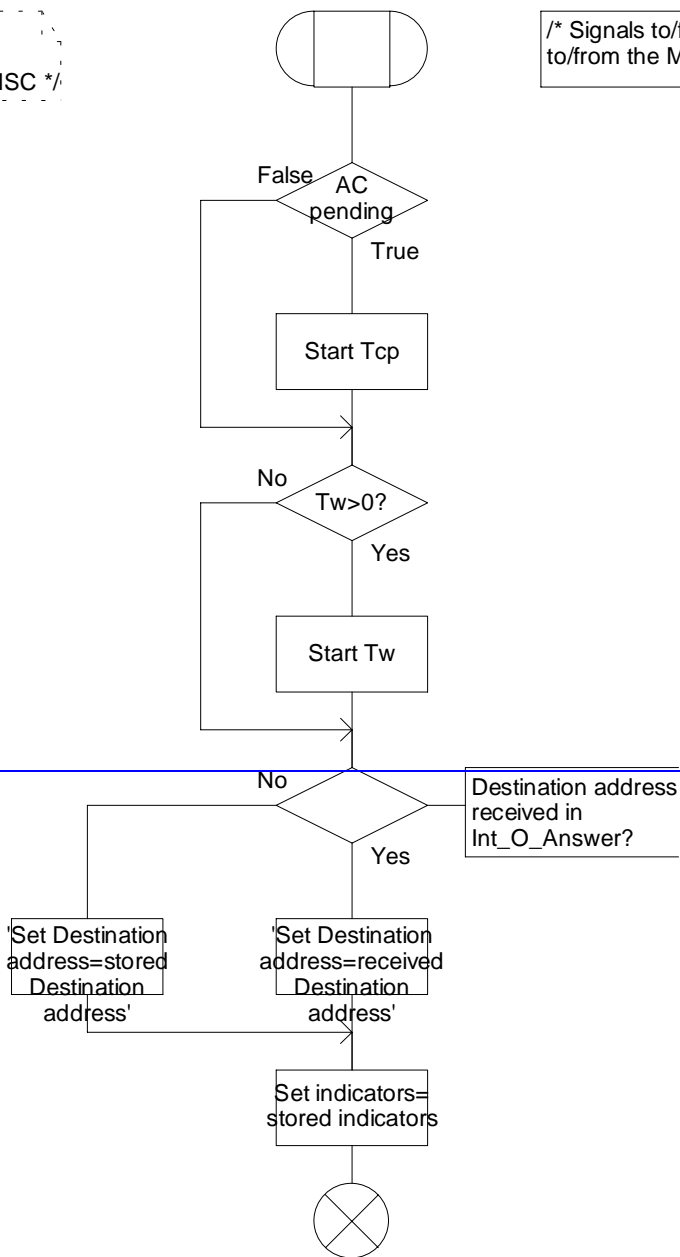 /* Signals to/
to/from the M
ISC */
False
AC
pending
True
Start Tcp
No
Tw>0?
Yes
Start Tw
No
Destination address
received in
Int_O_Answer?
Yes
'Set Destination
address=stored
Destination
address'
'Set Destination
address=received
Destination
address'
Set indicators=
stored indicators